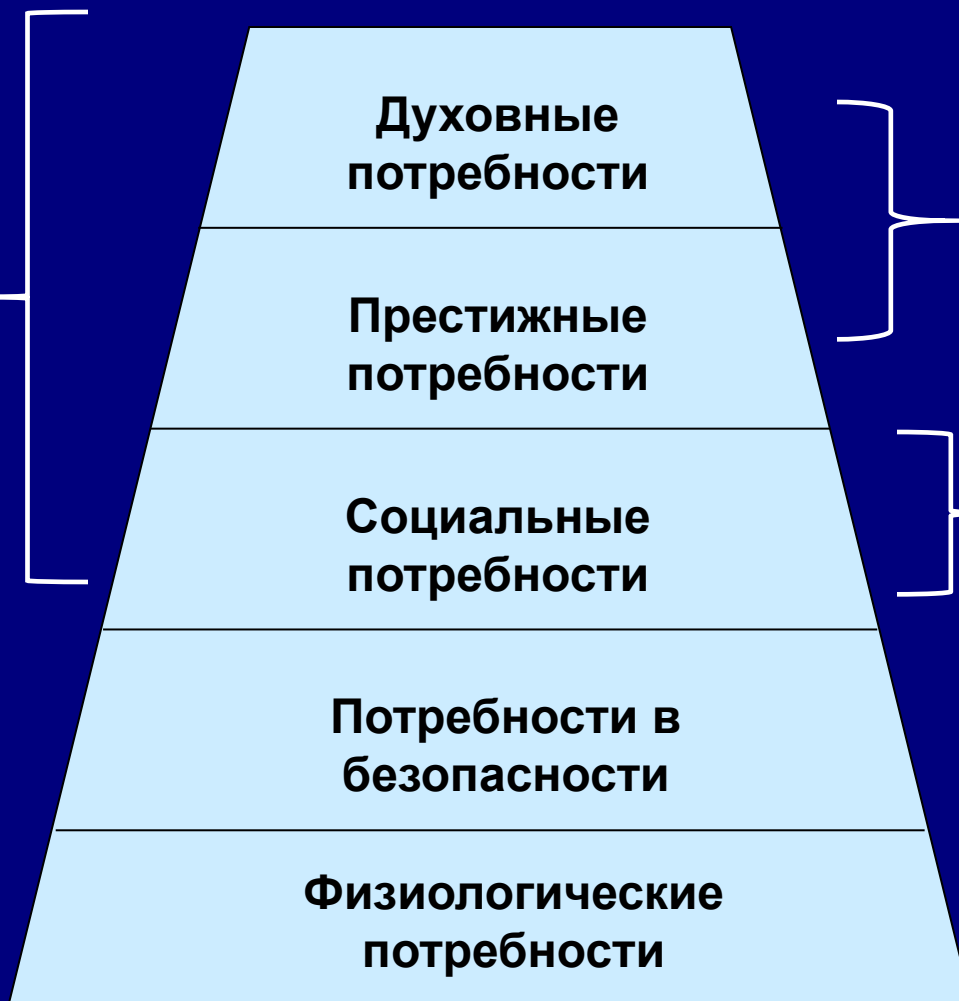 Духовные
потребности
Престижные
потребности
Социальные
потребности
Потребности в
безопасности
Физиологические
потребности